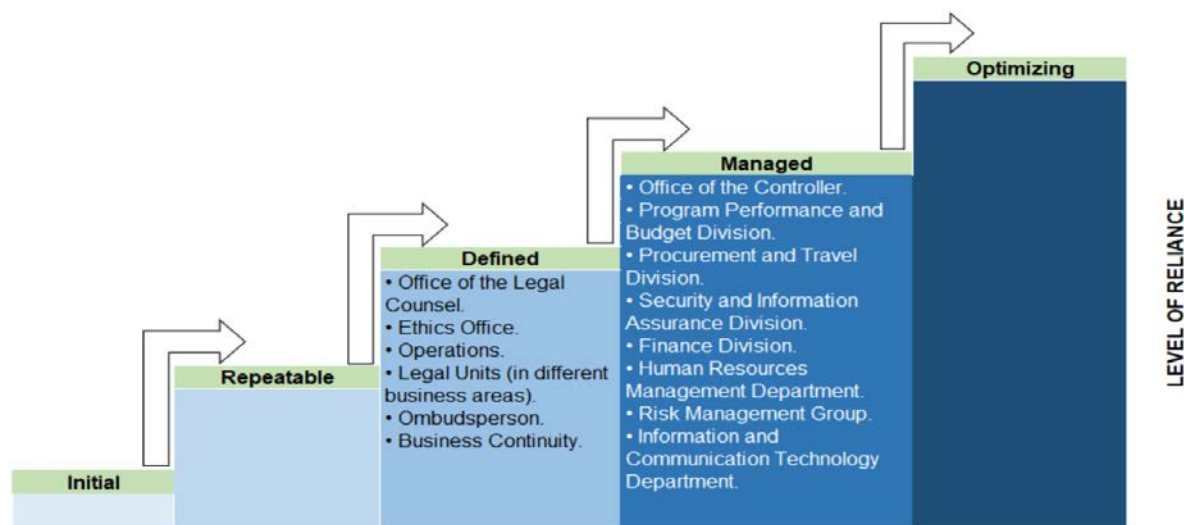 Initial
Repeatable
Defined
• Office of the Legal
Counsel.
• Ethics Office.
• Operations.
• Legal Units (in different
business areas).
• Ombudsperson.
• Business Continuity.
Managed
• Office of the Controller.
• Program Performance and
Budget Division.
• Procurement and Travel
Division.
• Security and Information
Assurance Division.
• Finance Division.
• Human Resources
Management Department.
• Risk Management Group.
• Information and
Communication Technology
Department.
Optimizing
LEVEL OF RELIANCE